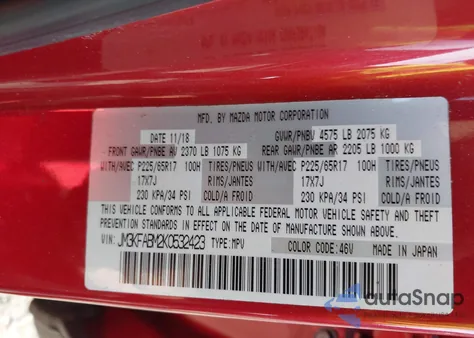 MFD. BY MAZDA MOTOR CORPORATION
DATE 11/18 GVWR/PNBV 4575 LB 2075 KG
FRONT GAWR/PNBE AV 2370 LB 1075 KG REAR GAWR/PNBE AR 2205 LB 1000 KG
WITH/AVEC P225/65R17 100H TIRES/PNEUS WITH/AVEC P225/65R17 100H TIRES/PNEUS
17X7J RIMS/JANTES 17X7J RIMS/JANTES
230 KPA/34 PSI COLD/A FROID 230 KPA/34 PSI COLD/A FROID
THIS VEHICLE CONFORMS TO ALL APPLICABLE FEDERAL MOTOR VEHICLE SAFETY AND THEFT
PREVENTION STANDARDS IN EFFECT ON THE DATE OF MANUFACTURE
SHOWN ABOVE.
VIN: JM3KFABM2K0532423 TYPE:MPV COLOR CODE:46V MADE IN JAPAN
autoSnap